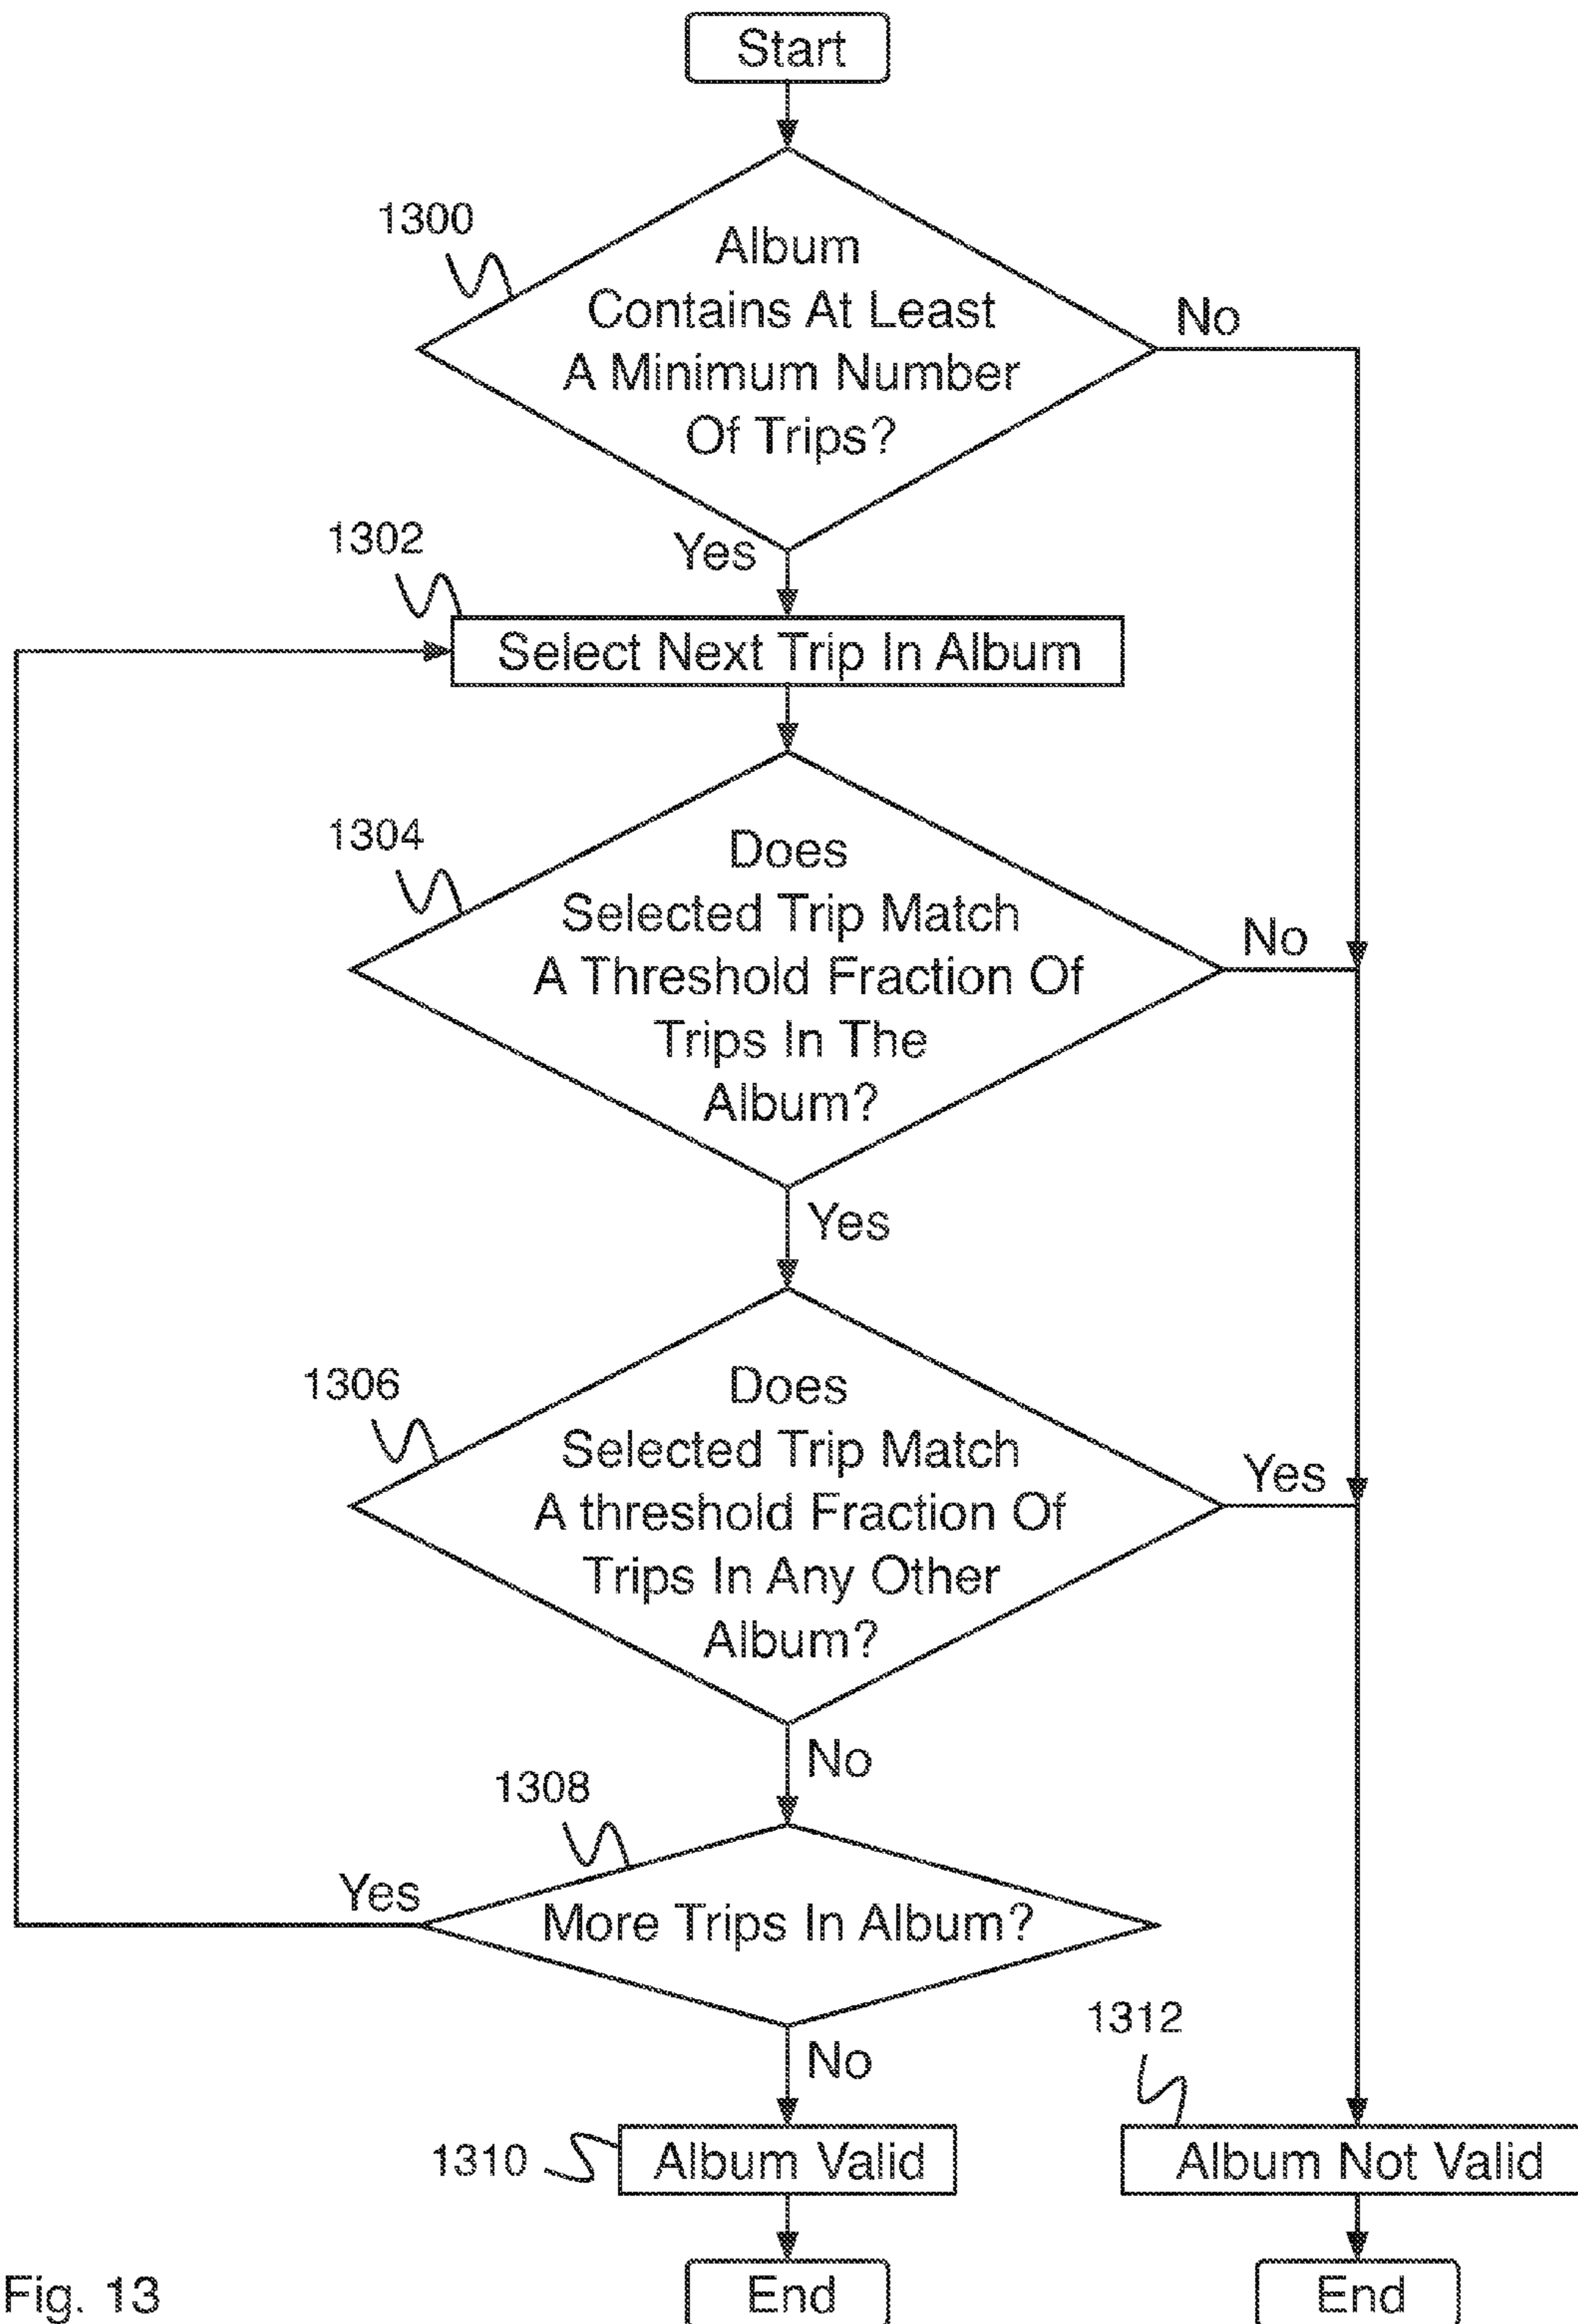 Start
1300
Album
Contains At Least
A Minimum Number
Of Trips?
No
Yes
1302
Select Next Trip In Album
1304
Does
Selected Trip Match
A Threshold Fraction Of
Trips In The
Album?
No
Yes
1306
Does
Selected Trip Match
A threshold Fraction Of
Trips In Any Other
Album?
Yes
No
1308
Yes
More Trips In Album?
No
1312
1310
Album Valid
Album Not Valid
Fig. 13
End
End